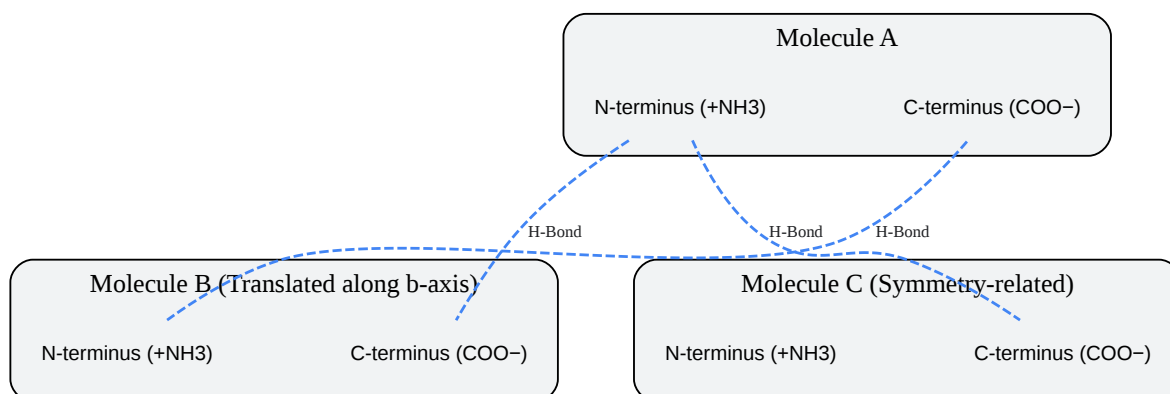 Molecule A
N-terminus (+NH3)
C-terminus (COO−)
H-Bond
H-Bond
H-Bond
Molecule B (Translated along b-axis)
Molecule C (Symmetry-related)
N-terminus (+NH3)
C-terminus (COO−)
N-terminus (+NH3)
C-terminus (COO−)